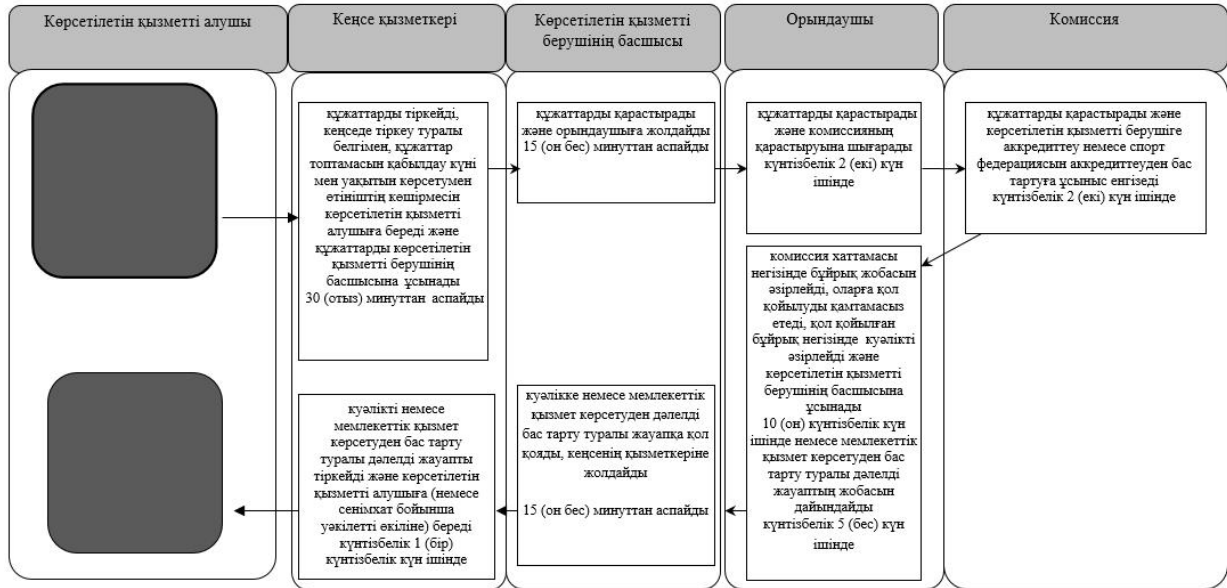 Көрсетілетін қызметті алушы
Кеңсе қызметкері
Көрсетілетін қызметті
берушінің басшысы
Орындаушы
Комиссия
құжаттарды тіркейді,
кеңседе тіркеу туралы
белгімен, құжаттар
топтамасын қабылдау күні
мен уақытын көрсетумен
өтініштің көшірмесін
көрсетілетін қызметті
алушыға береді және
құжаттарды көрсетілетін
қызметті берушінің
басшысына ұсынады
30 (отыз) минуттан аспайды
құжаттарды қарастырады
және орындаушыға жолдайды
15 (он бес) минуттан аспайды
құжаттарды қарастырады
және комиссияның
қарастыруына шығарады
күнтізбелік 2 (екі) күн
ішінде
құжаттарды қарастырады және
көрсетілетін қызметті берушіге
аккредиттеу немесе спорт
федерациясын аккредиттеуден бас
тартуға ұсыныс енгізеді
күнтізбелік 2 (екі) күн ішінде
комиссия хаттамасы
негізінде бұйрық жобасын
әзірлейді, оларға қол
қойылуды қамтамасыз
етеді, қол қойылған
бұйрық негізінде куәлікті
әзірлейді және
көрсетілетін қызметті
берушінің басшысына
ұсынады
10 (он) күнтізбелік күн
ішінде немесе мемлекеттік
қызмет көрсетуден бас
тарту туралы дәлелді
жауаптың жобасын
дайындайды
күнтізбелік 5 (бес) күн
ішінде
куәлікке немесе мемлекеттік
қызмет көрсетуден дәлелді
бас тарту туралы жауапқа қол
қояды, кеңсенің қызметкеріне
жолдайды
15 (он бес) минуттан аспайды
куәлікті немесе
мемлекеттік қызмет
көрсетуден бас тарту
туралы дәлелді жауапты
тіркейді және көрсетілетін
қызметті алушыға (немесе
сенімхат бойынша
уәкілетті өкіліне) береді
күнтізбелік 1 (бір)
күнтізбелік күн ішінде